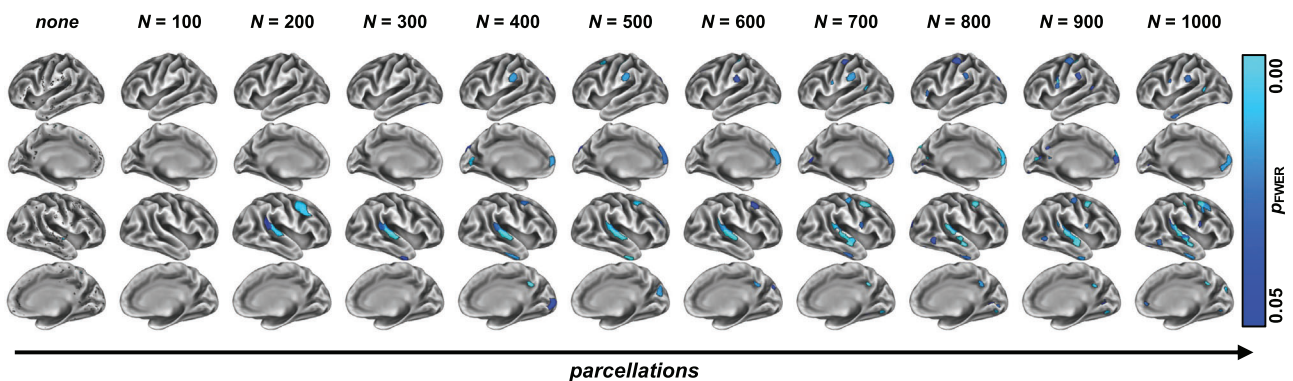 none N = 100 N = 200 N = 300 N = 400 N = 500 N = 600 N = 700 N = 800 N = 900 N = 1000
0.00
pFWER
0.05
parcellations